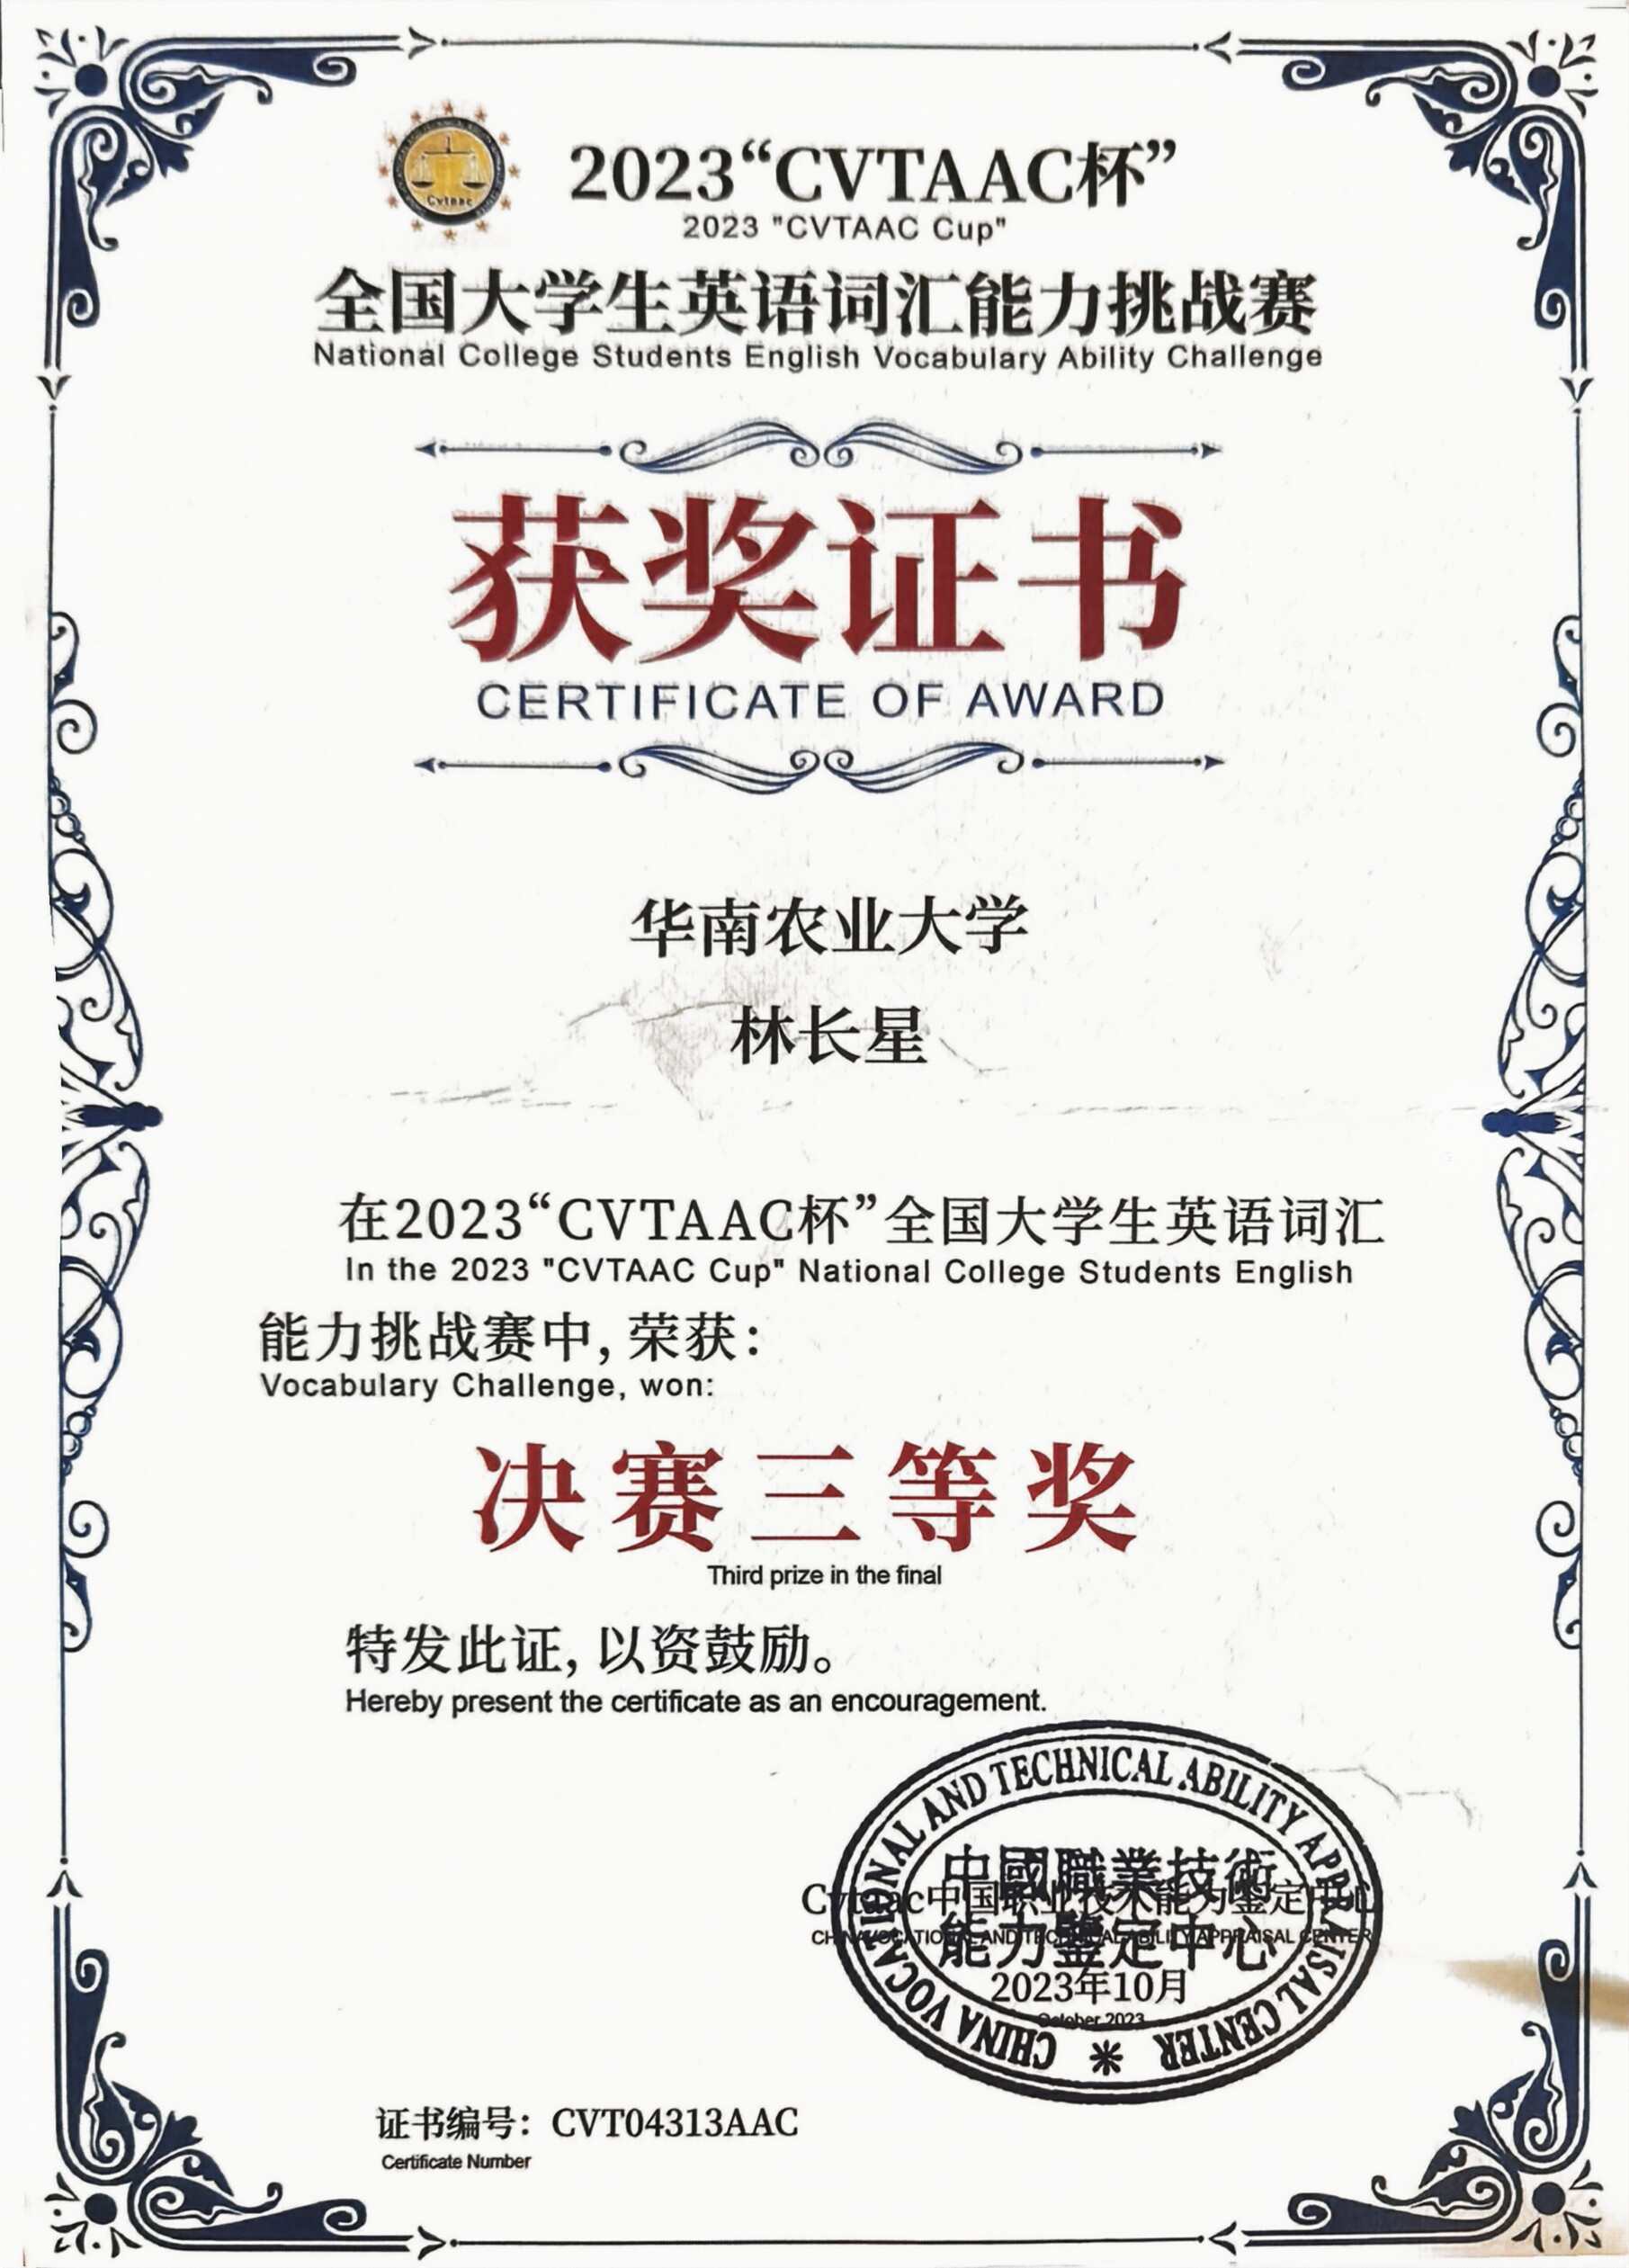 Cvtaac
2023“CVTAAC杯”
2023 "CVTAAC Cup"
全国大学生英语词汇能力挑战赛
National College Students English Vocabulary Ability Challenge
获奖证书
CERTIFICATE OF AWARD
华南农业大学
林长星
在2023“CVTAAC杯”全国大学生英语词汇
In the 2023 "CVTAAC Cup" National College Students English
能力挑战赛中, 荣获:
Vocabulary Challenge, won:
决赛三等奖
Third prize in the final
特发此证, 以资鼓励。
Hereby present the certificate as an encouragement.
CHINA VOCATIONAL AND TECHNICAL ABILITY APPRAISAL CENTER
中國職業技術
Cvtaac中国职业技术能力鉴定中心
CHINA VOCATIONAL AND TECHNICAL ABILITY APPRAISAL CENTER
能力鑒定中心
2023年10月
October 2023
证书编号: CVT04313AAC
Certificate Number